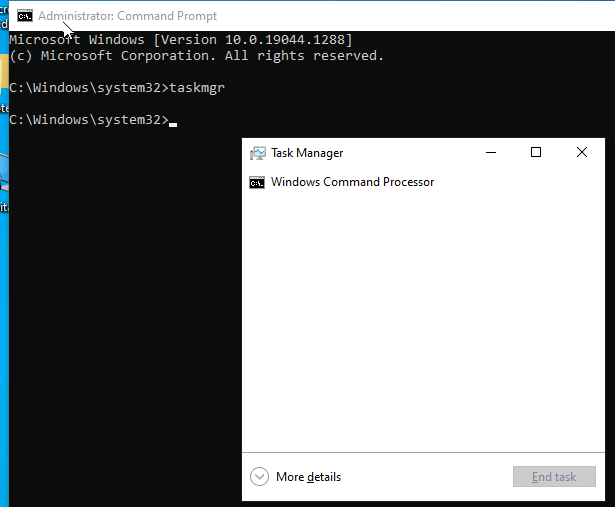 Administrator: Command Prompt
Microsoft Windows [Version 10.0.19044.1288]
(c) Microsoft Corporation. All rights reserved.
C:\Windows\system32>taskmgr
C:\Windows\system32>
Task Manager
Windows Command Processor
More details
End task